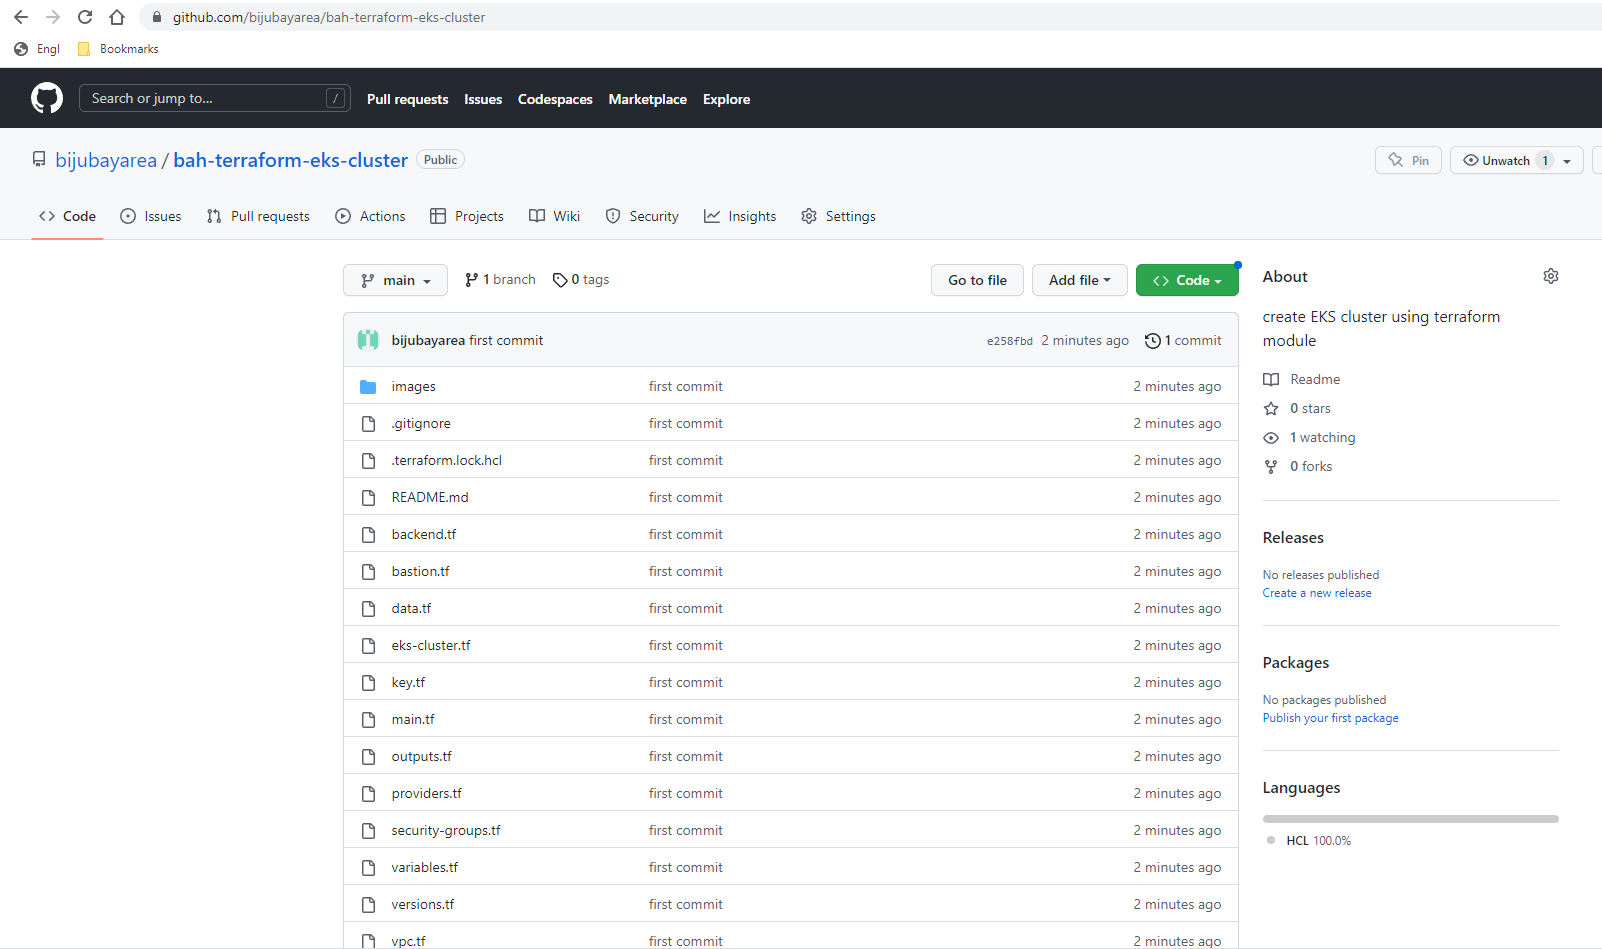 github.com/bijubayarea/bah-terraform-eks-cluster
Engl Bookmarks
Search or jump to... / Pull requests Issues Codespaces Marketplace Explore
bijubayarea / bah-terraform-eks-cluster Public Pin Unwatch 1
Code Issues Pull requests Actions Projects Wiki Security Insights Settings
main 1 branch 0 tags Go to file Add file Code
bijubayarea first commit e258fbd 2 minutes ago 1 commit
images first commit 2 minutes ago
.gitignore first commit 2 minutes ago
.terraform.lock.hcl first commit 2 minutes ago
README.md first commit 2 minutes ago
backend.tf first commit 2 minutes ago
bastion.tf first commit 2 minutes ago
data.tf first commit 2 minutes ago
eks-cluster.tf first commit 2 minutes ago
key.tf first commit 2 minutes ago
main.tf first commit 2 minutes ago
outputs.tf first commit 2 minutes ago
providers.tf first commit 2 minutes ago
security-groups.tf first commit 2 minutes ago
variables.tf first commit 2 minutes ago
versions.tf first commit 2 minutes ago
vpc.tf first commit 2 minutes ago
About
create EKS cluster using terraform
module
Readme
0 stars
1 watching
0 forks
Releases
No releases published
Create a new release
Packages
No packages published
Publish your first package
Languages
HCL 100.0%